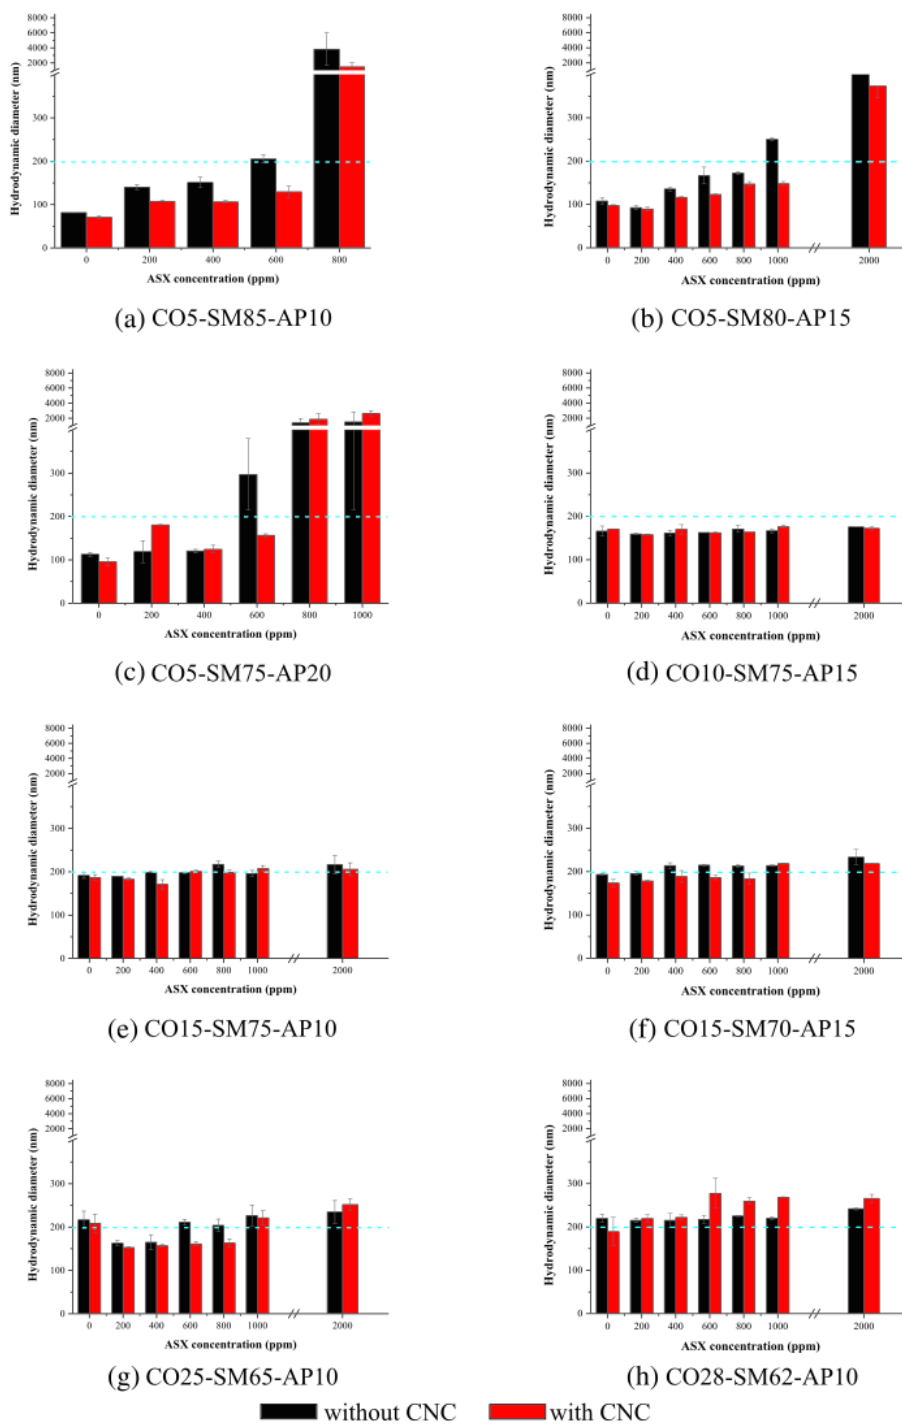 8000
6000
4000
2000
300
200
100
0
Hydrodynamic diameter (nm)
0 200 400 600 800
ASX concentration (ppm)
(a) CO5-SM85-AP10
8000
6000
4000
2000
300
200
100
0
Hydrodynamic diameter (nm)
0 200 400 600 800 1000 2000
ASX concentration (ppm)
(b) CO5-SM80-AP15
8000
6000
4000
2000
300
200
100
0
Hydrodynamic diameter (nm)
0 200 400 600 800 1000
ASX concentration (ppm)
(c) CO5-SM75-AP20
8000
6000
4000
2000
300
200
100
0
Hydrodynamic diameter (nm)
0 200 400 600 800 1000 2000
ASX concentration (ppm)
(d) CO10-SM75-AP15
8000
6000
4000
2000
300
200
100
0
Hydrodynamic diameter (nm)
0 200 400 600 800 1000 2000
ASX concentration (ppm)
(e) CO15-SM75-AP10
8000
6000
4000
2000
300
200
100
0
Hydrodynamic diameter (nm)
0 200 400 600 800 1000 2000
ASX concentration (ppm)
(f) CO15-SM70-AP15
8000
6000
4000
2000
300
200
100
0
Hydrodynamic diameter (nm)
0 200 400 600 800 1000 2000
ASX concentration (ppm)
(g) CO25-SM65-AP10
8000
6000
4000
2000
300
200
100
0
Hydrodynamic diameter (nm)
0 200 400 600 800 1000 2000
ASX concentration (ppm)
(h) CO28-SM62-AP10
without CNC with CNC